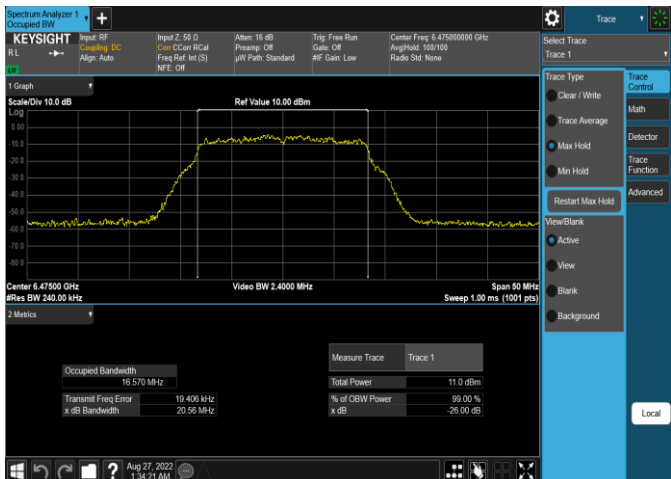 Spectrum Analyzer 1
Occupied BW
Trace
KEYSIGHT
Input: RF
Coupling: DC
Align: Auto
Input Z: 50 Ω
Corr CCorr RCal
Freq Ref: Int (S)
NFE: Off
Atten: 16 dB
Preamp: Off
µW Path: Standard
Trig: Free Run
Gate: Off
#IF Gain: Low
Center Freq: 6.475000000 GHz
Avg|Hold: 100/100
Radio Std: None
R L
Select Trace
Trace 1
1 Graph
Scale/Div 10.0 dB
Ref Value 10.00 dBm
Log
0.00
-10.0
-20.0
-30.0
-40.0
-50.0
-60.0
-70.0
-80.0
Center 6.47500 GHz
#Res BW 240.00 kHz
Video BW 2.4000 MHz
Span 50 MHz
Sweep 1.00 ms (1001 pts)
2 Metrics
Occupied Bandwidth
16.570 MHz
Transmit Freq Error 19.406 kHz
x dB Bandwidth 20.56 MHz
Measure Trace Trace 1
Total Power 11.0 dBm
% of OBW Power 99.00 %
x dB -26.00 dB
Trace Type
Clear / Write
Trace Average
Max Hold
Min Hold
Restart Max Hold
View/Blank
Active
View
Blank
Background
Trace
Control
Math
Detector
Trace
Function
Advanced
Local
Aug 27, 2022
1:34:21 AM